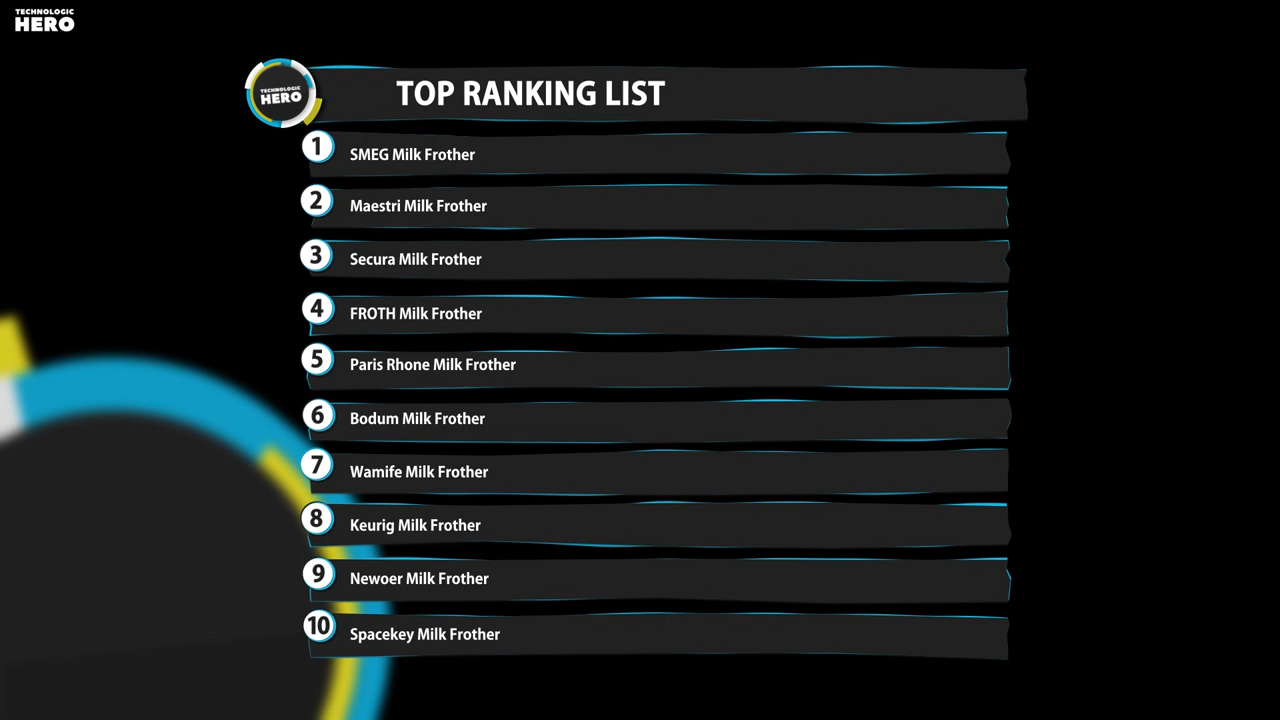 TECHNOLOGIC
HERO
TECHNOLOGIC
HERO
TOP RANKING LIST
1
SMEG Milk Frother
2
Maestri Milk Frother
3
Secura Milk Frother
4
FROTH Milk Frother
5
Paris Rhone Milk Frother
6
Bodum Milk Frother
7
Wamife Milk Frother
8
Keurig Milk Frother
9
Newoer Milk Frother
10
Spacekey Milk Frother